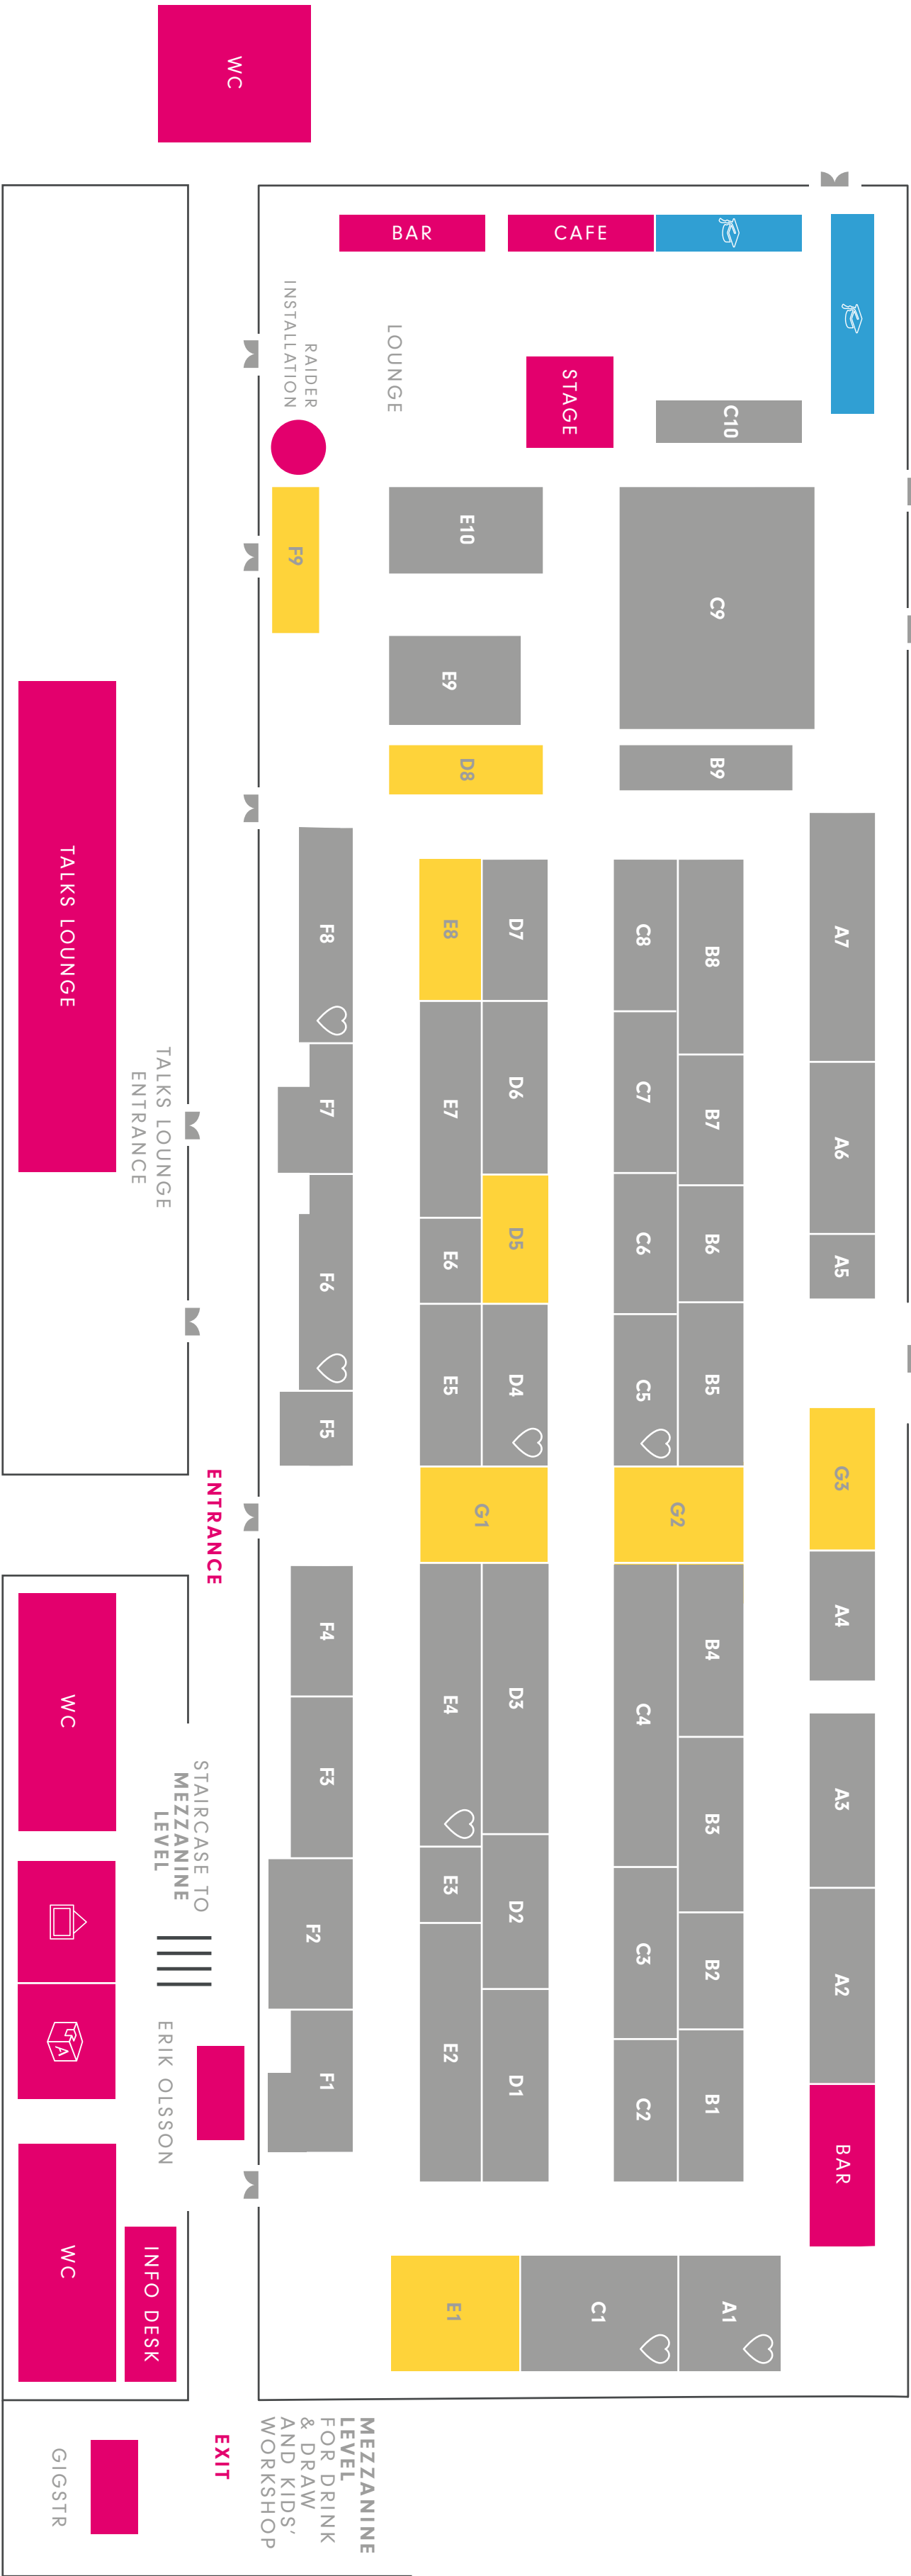 WC
BAR
CAFE
RAIDER
INSTALLATION
LOUNGE
STAGE
C10
F9
E10
C9
E9
D8
B9
TALKS LOUNGE
TALKS LOUNGE
ENTRANCE
F8
E8
D7
C8
B8
A7
F7
E7
D6
C7
B7
A6
F6
E6
D5
C6
B6
A5
F5
E5
D4
C5
B5
ENTRANCE
G1
G2
G3
F4
A4
WC
E4
D3
C4
B4
F3
B3
A3
STAIRCASE TO
MEZZANINE
LEVEL
F2
E3
D2
C3
B2
A2
A
ERIK OLSSON
F1
E2
D1
C2
B1
BAR
WC
INFO DESK
E1
C1
A1
GIGSTR
EXIT
MEZZANINE
LEVEL
FOR DRINK
& DRAW
AND KIDS'
WORKSHOP